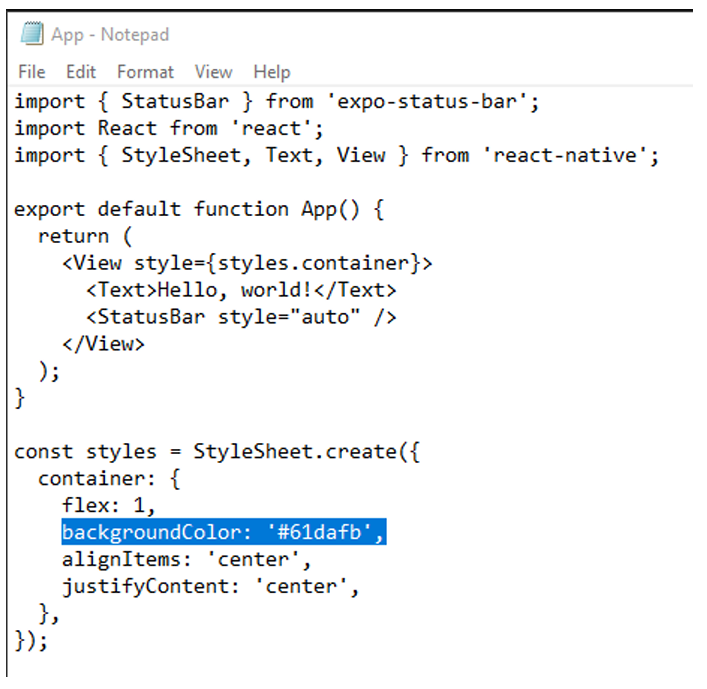 App - Notepad
File Edit Format View Help
import { StatusBar } from 'expo-status-bar';
import React from 'react';
import { StyleSheet, Text, View } from 'react-native';

export default function App() {
  return (
    <View style={styles.container}>
      <Text>Hello, world!</Text>
      <StatusBar style="auto" />
    </View>
  );
}

const styles = StyleSheet.create({
  container: {
    flex: 1,
    backgroundColor: '#61dafb',
    alignItems: 'center',
    justifyContent: 'center',
  },
});